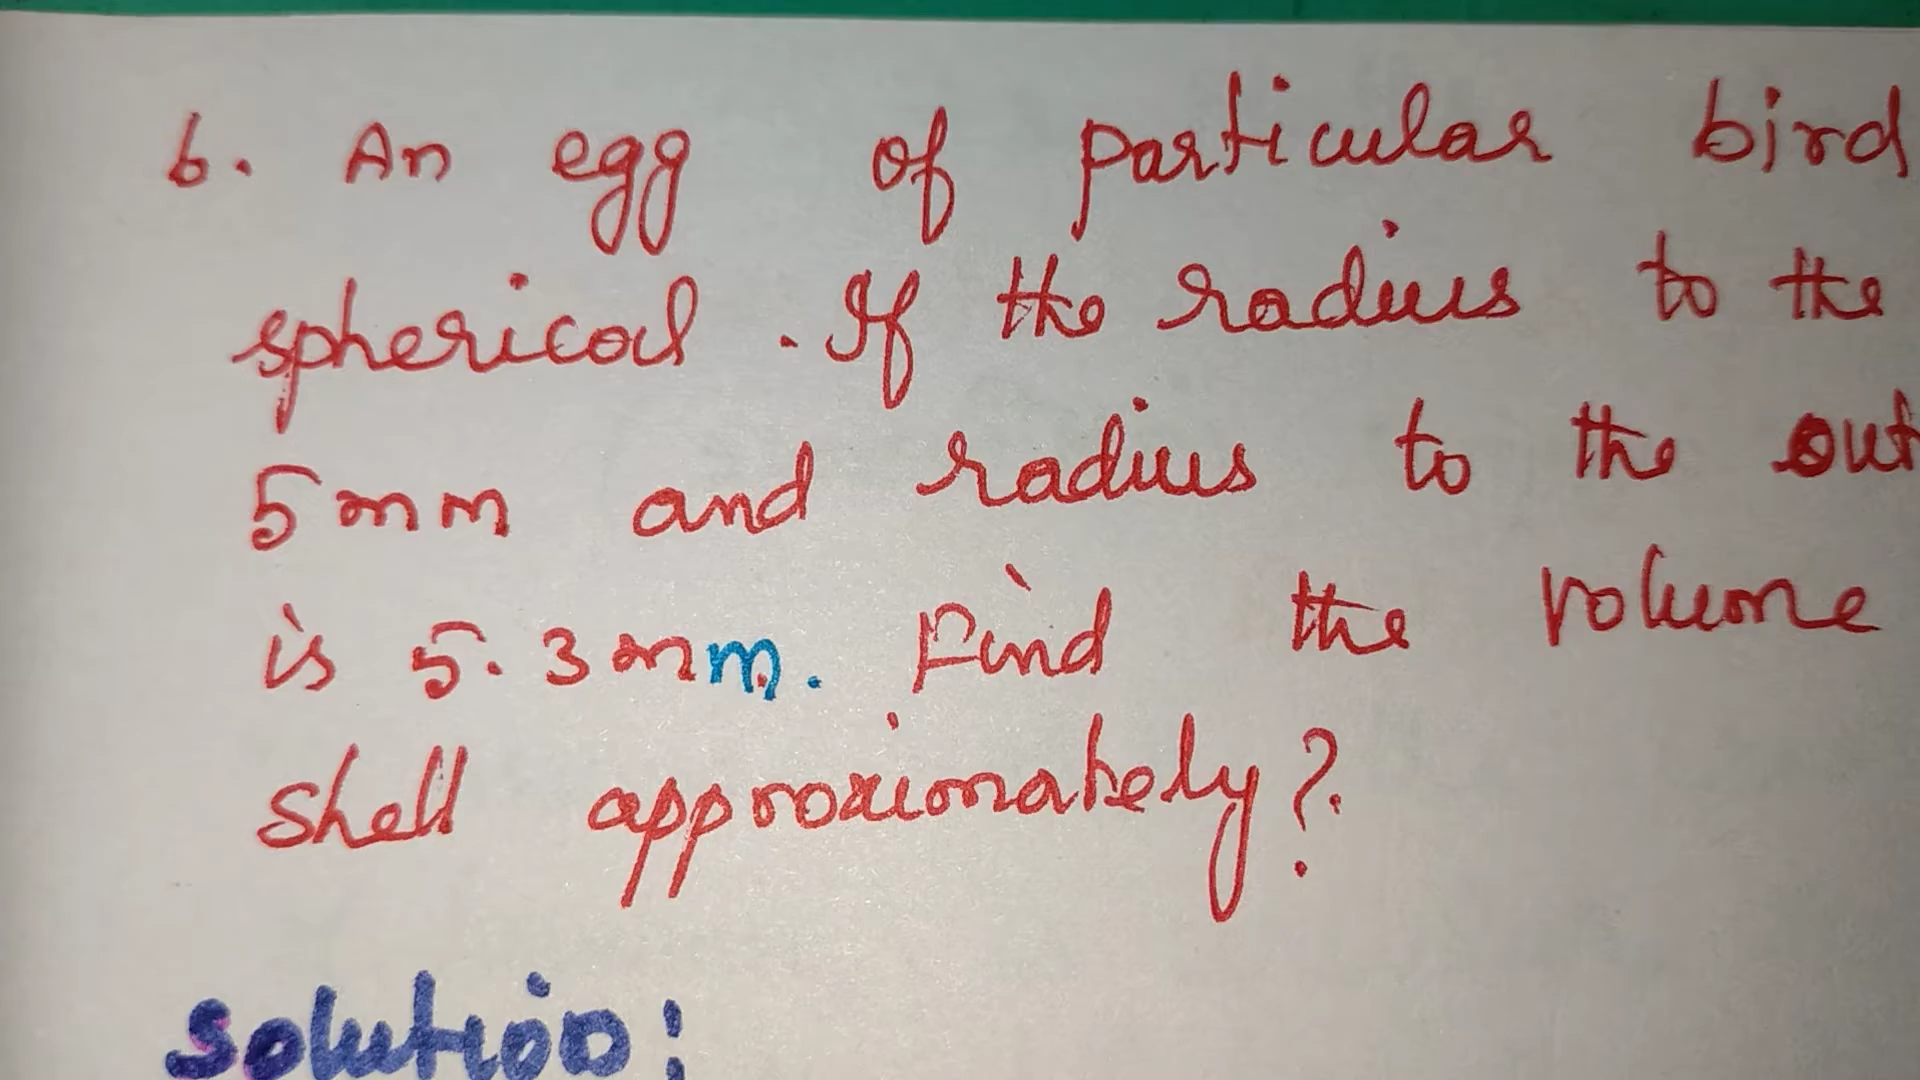 6. An egg of particular bird
spherical. If the radius to the
5mm and radius to the out
is 5.3mm. Find the volume
shell approximately?
Solution: